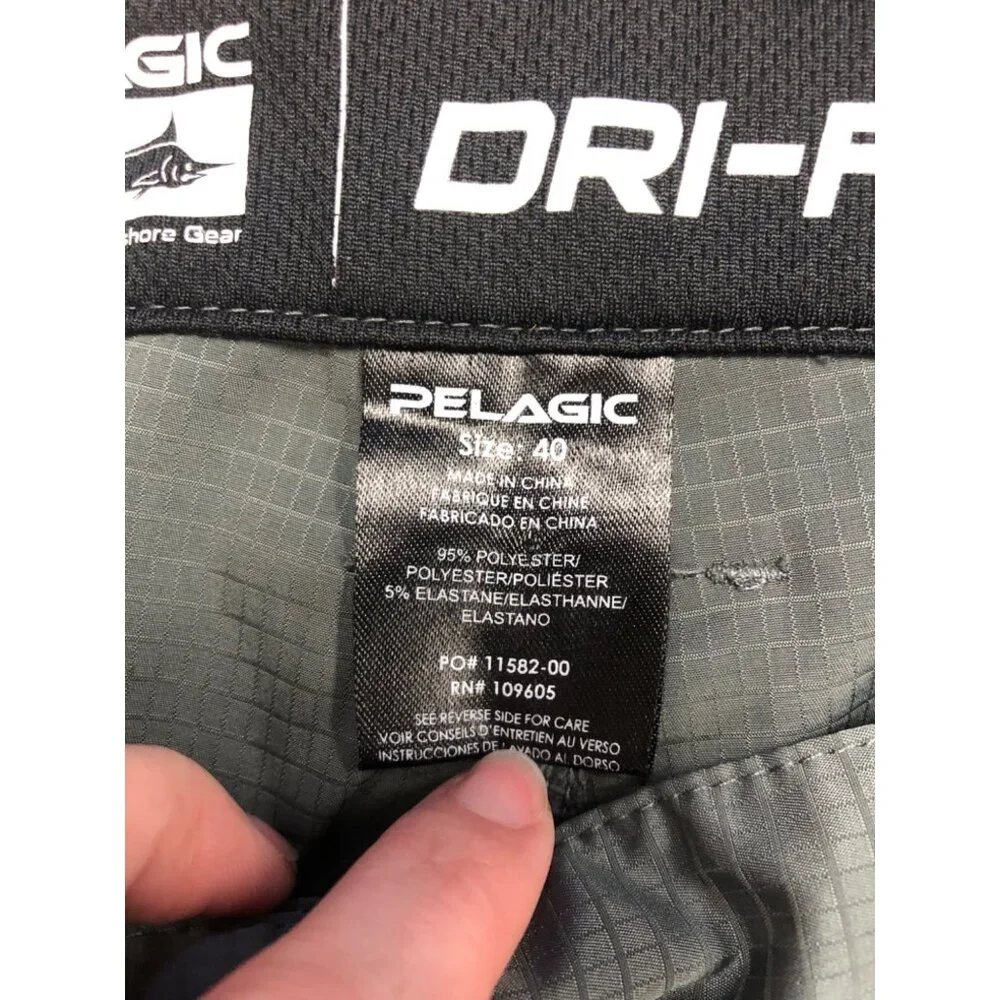 GIC
hore Gear
DRI-F
PELAGIC
Size: 40
MADE IN CHINA
FABRIQUE EN CHINE
FABRICADO EN CHINA
95% POLYESTER/
POLYESTER/POLIÉSTER
5% ELASTANE/ELASTHANNE/
ELASTANO
PO# 11582-00
RN# 109605
SEE REVERSE SIDE FOR CARE
VOIR CONSEILS D'ENTRETIEN AU VERSO
INSTRUCCIONES DE LAVADO AL DORSO